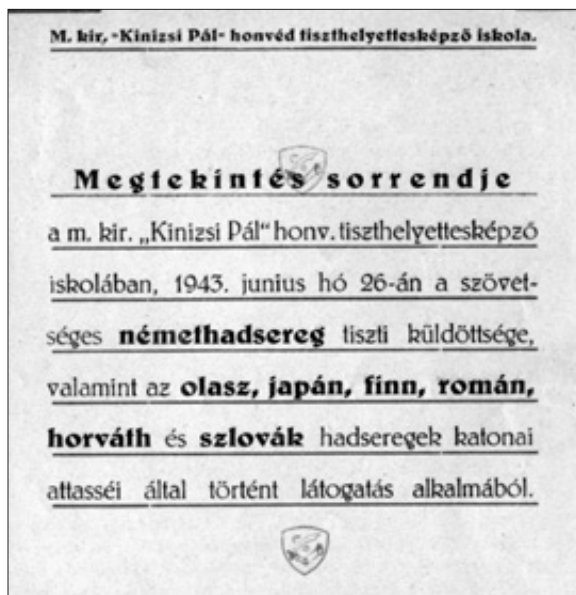 M. kir. „Kinizsi Pál“ honvéd tiszthelyettesképző iskola.
Megtekintés sorrendje
a m. kir. „Kinizsi Pál“ honv. tiszthelyettesképző
iskolában, 1943. junius hó 26-án a szövet-
séges némethadsereg tiszti küldöttsége,
valamint az olasz, japán, finn, román,
horváth és szlovák hadseregek katonai
attasséi által történt látogatás alkalmából.